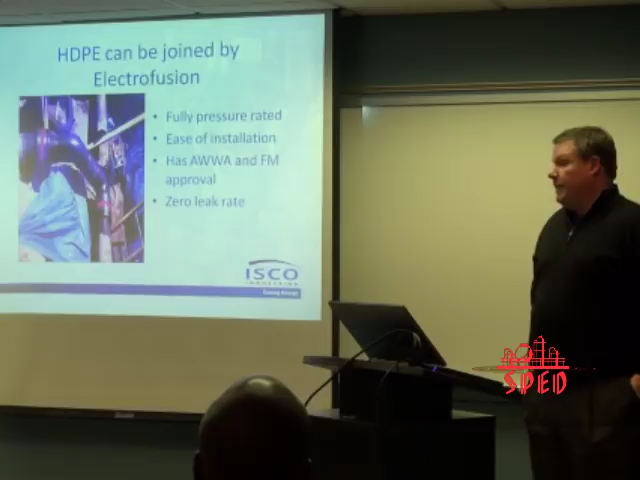 HDPE can be joined by
Electrofusion
• Fully pressure rated
• Ease of installation
• Has AWWA and FM
approval
• Zero leak rate
ISCO
INDUSTRIES
SPED